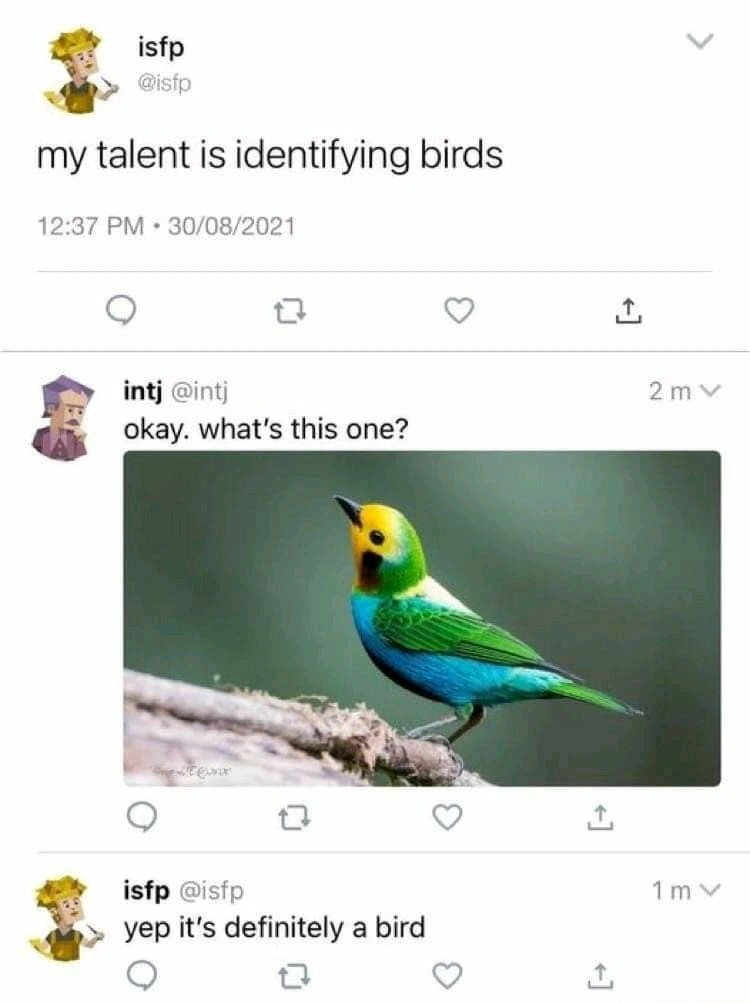 isfp
@isfp
my talent is identifying birds
12:37 PM • 30/08/2021
intj @intj 2 m
okay. what's this one?
isfp @isfp 1 m
yep it's definitely a bird